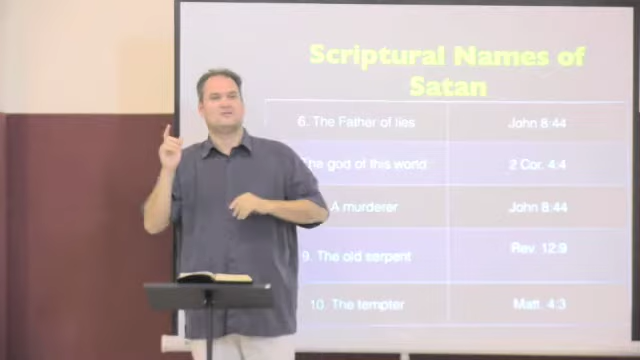 Scriptural Names of
Satan
6. The Father of lies John 8:44
The god of this world 2 Cor. 4:4
A murderer John 8:44
9. The old serpent Rev. 12:9
10. The tempter Matt. 4:3